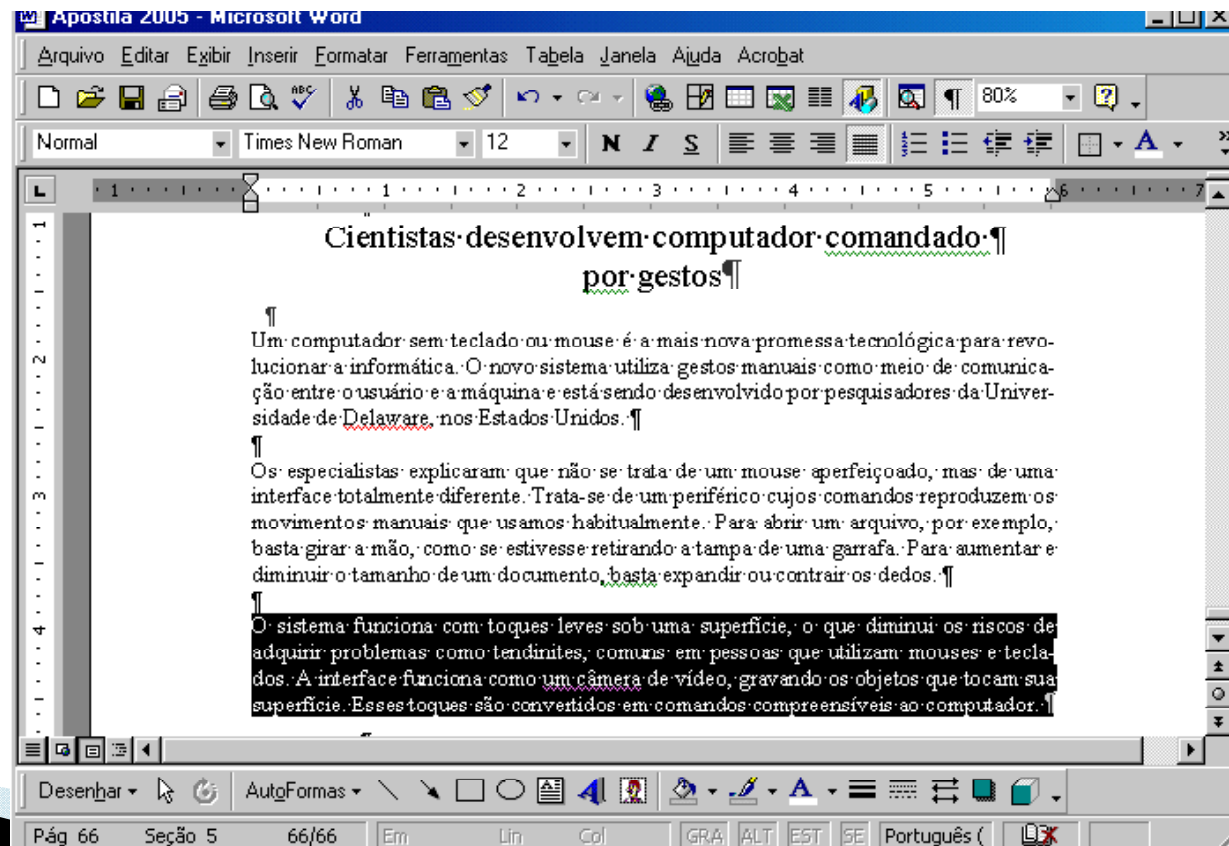 Apostila 2005 - Microsoft Word
Arquivo Editar Exibir Inserir Formatar Ferramentas Tabela Janela Ajuda Acrobat
ABC 80%
Normal Times New Roman 12 N I S A
1 1 2 3 4 5 6 7
Cientistas desenvolvem computador comandado ¶
por gestos¶
¶
Um computador sem teclado ou mouse é a mais nova promessa tecnológica para revo-
lucionar a informática. O novo sistema utiliza gestos manuais como meio de comunica-
ção entre o usuário e a máquina e está sendo desenvolvido por pesquisadores da Univer-
sidade de Delaware, nos Estados Unidos. ¶
¶
Os especialistas explicaram que não se trata de um mouse aperfeiçoado, mas de uma
interface totalmente diferente. Trata-se de um periférico cujos comandos reproduzem os
movimentos manuais que usamos habitualmente. Para abrir um arquivo, por exemplo,
basta girar a mão, como se estivesse retirando a tampa de uma garrafa. Para aumentar e
diminuir o tamanho de um documento, basta expandir ou contrair os dedos. ¶
¶
O sistema funciona com toques leves sob uma superfície, o que diminui os riscos de
adquirir problemas como tendinites, comuns em pessoas que utilizam mouses e tecla-
dos. A interface funciona como um câmera de vídeo, gravando os objetos que tocam sua
superfície. Esses toques são convertidos em comandos compreensíveis ao computador. ¶
Desenhar AutoFormas A A
Pág 66 Seção 5 66/66 Em Lin Col GRA ALT EST SE Português (